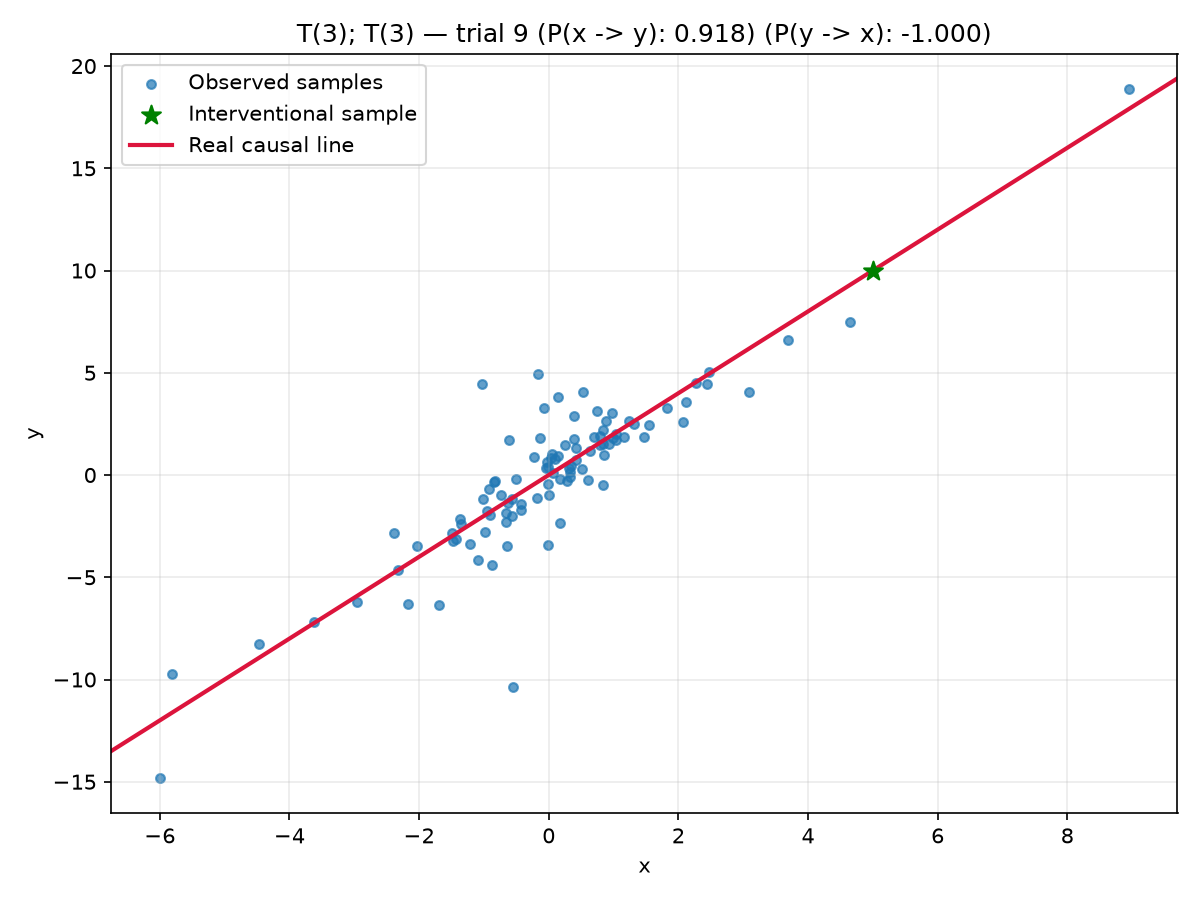 T(3); T(3) — trial 9 (P(x -> y): 0.918) (P(y -> x): -1.000)
Observed samples
Interventional sample
Real causal line
20
15
10
5
0
−5
−10
−15
y
−6 −4 −2 0 2 4 6 8
x